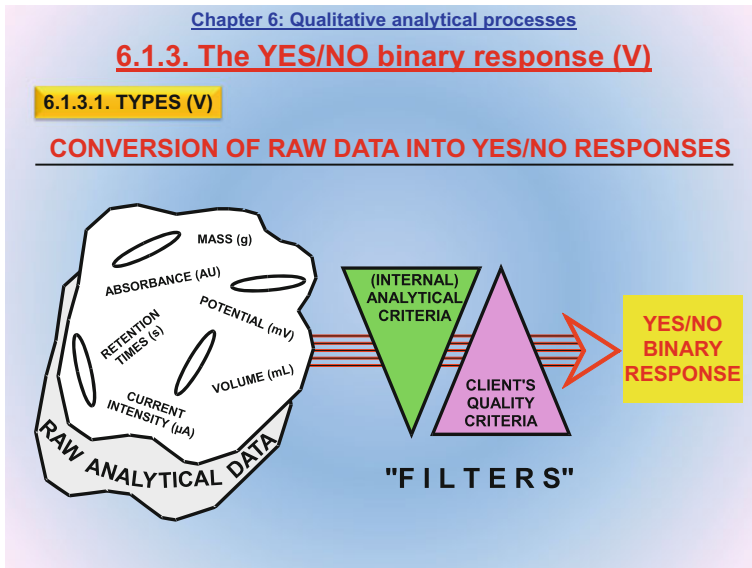 Chapter 6: Qualitative analytical processes
6.1.3. The YES/NO binary response (V)
6.1.3.1. TYPES (V)
CONVERSION OF RAW DATA INTO YES/NO RESPONSES
MASS (g)
ABSORBANCE (AU)
POTENTIAL (mV)
RETENTION
TIMES (s)
VOLUME (mL)
CURRENT
INTENSITY (µA)
RAW ANALYTICAL DATA
(INTERNAL)
ANALYTICAL
CRITERIA
CLIENT'S
QUALITY
CRITERIA
"F I L T E R S"
YES/NO
BINARY
RESPONSE